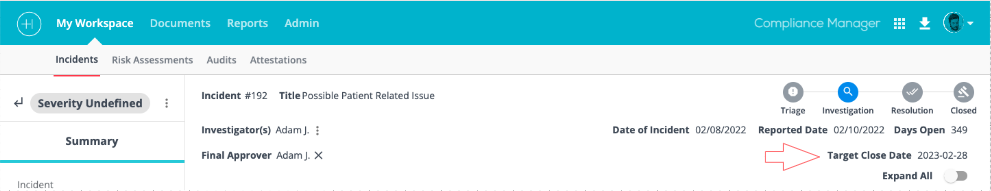 My Workspace Documents Reports Admin Compliance Manager
Incidents Risk Assessments Audits Attestations
Severity Undefined
Summary
Incident
Incident #192 Title Possible Patient Related Issue
Triage Investigation Resolution Closed
Investigator(s) Adam J. Date of Incident 02/08/2022 Reported Date 02/10/2022 Days Open 349
Final Approver Adam J. Target Close Date 2023-02-28
Expand All